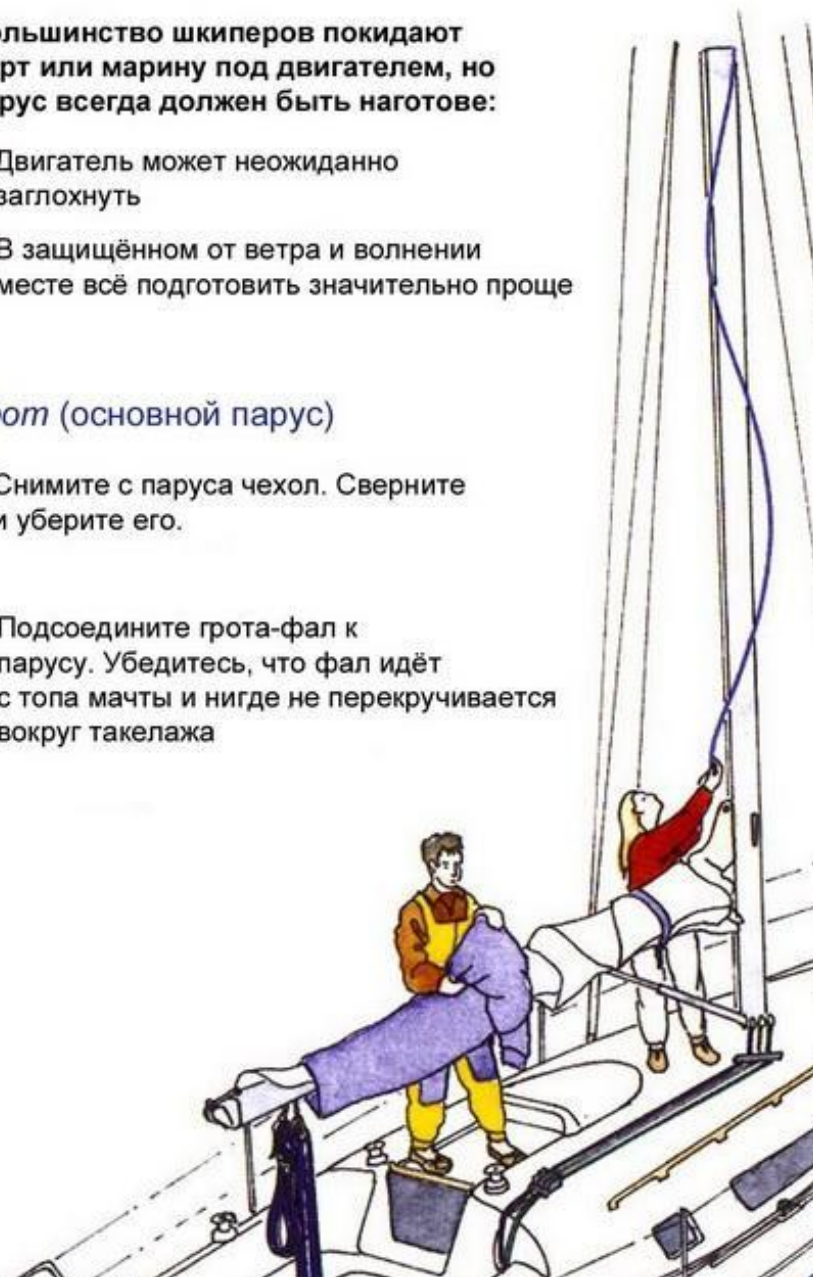 ольшинство шкиперов покидают
рт или марину под двигателем, но
рус всегда должен быть наготове:
Двигатель может неожиданно
заглохнуть
В защищённом от ветра и волнении
месте всё подготовить значительно проще
рот (основной парус)
Снимите с паруса чехол. Сверните
и уберите его.
Подсоедините грота-фал к
парусу. Убедитесь, что фал идёт
с топа мачты и нигде не перекручивается
вокруг такелажа